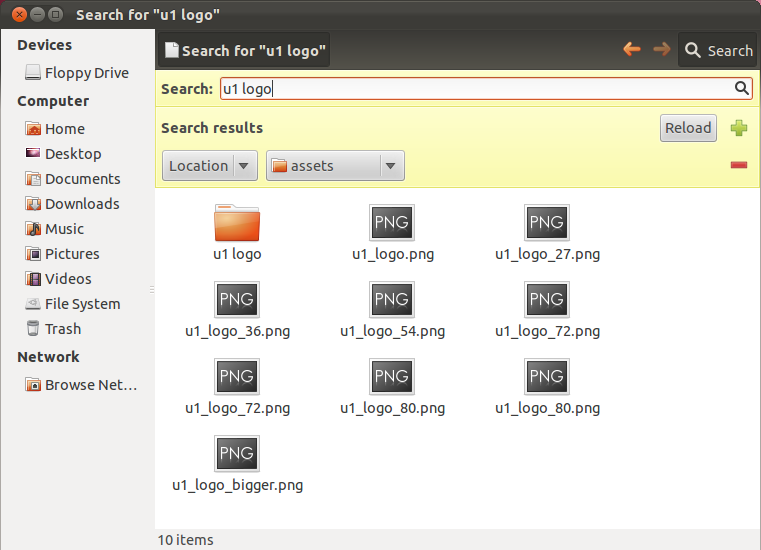 Search for "u1 logo"
Devices
Floppy Drive
Computer
Home
Desktop
Documents
Downloads
Music
Pictures
Videos
File System
Trash
Network
Browse Net...
Search for "u1 logo"
Search
Search: u1 logo
Search results
Reload
Location
assets
PNG PNG PNG
u1 logo u1_logo.png u1_logo_27.png
PNG PNG PNG
u1_logo_36.png u1_logo_54.png u1_logo_72.png
PNG PNG PNG
u1_logo_72.png u1_logo_80.png u1_logo_80.png
PNG
u1_logo_bigger.png
10 items